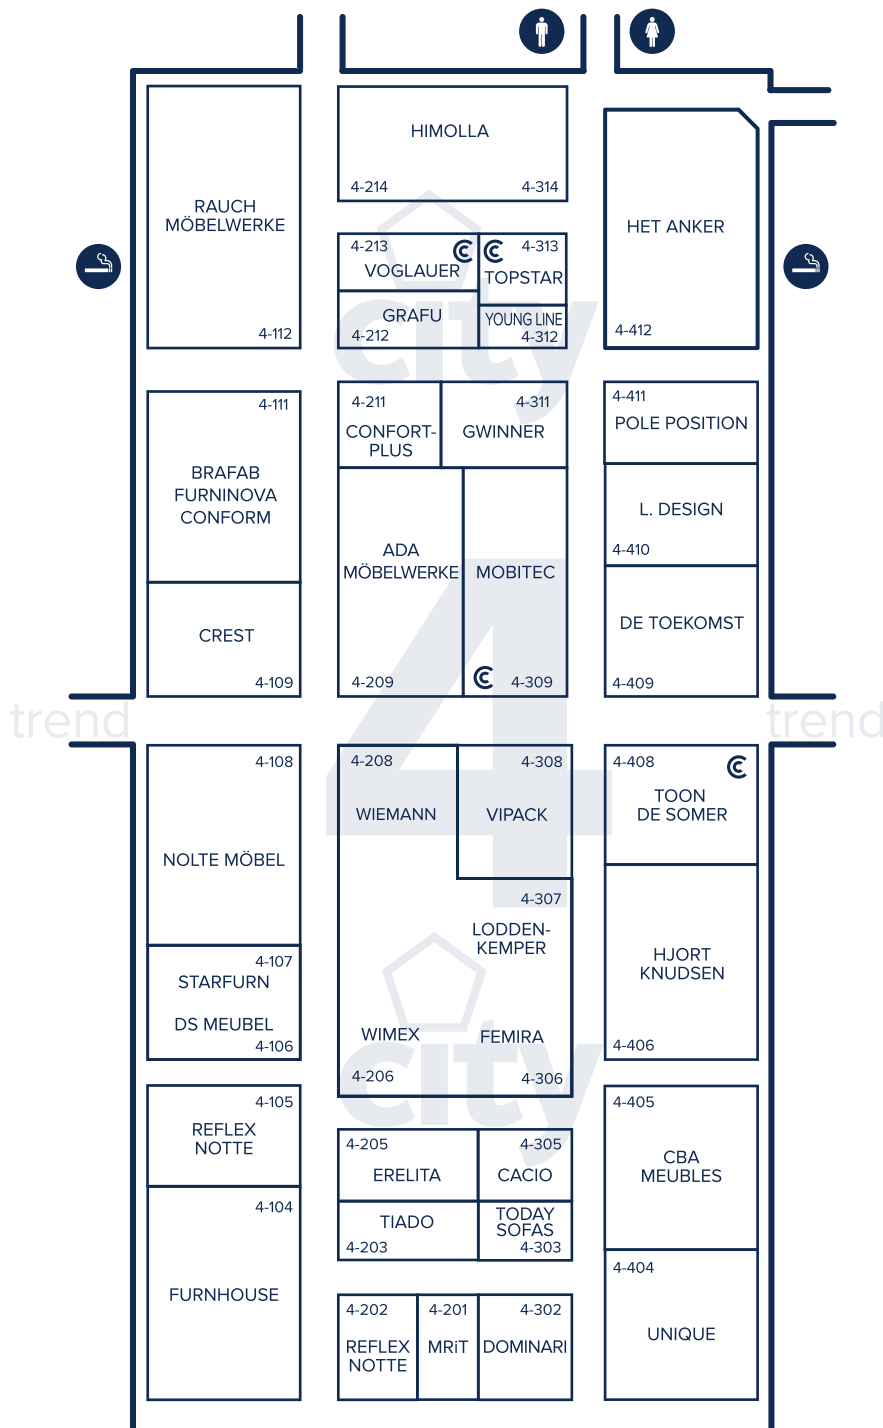 HIMOLLA
4-214
4-314
RAUCH
MÖBELWERKE
4-112
HET ANKER
4-412
4-213
VOGLAUER
4-313
TOPSTAR
GRAFU
4-212
YOUNG LINE
4-312
city
4-111
BRAFAB
FURNINOVA
CONFORM
4-211
CONFORT-
PLUS
4-311
GWINNER
4-411
POLE POSITION
L. DESIGN
4-410
ADA
MÖBELWERKE
4-209
MOBITEC
4-309
CREST
4-109
DE TOEKOMST
4-409
4
trend
trend
4-108
NOLTE MÖBEL
4-208
WIEMANN
4-308
VIPACK
4-408
TOON
DE SOMER
4-307
LODDEN-
KEMPER
HJORT
KNUDSEN
4-406
4-107
STARFURN
DS MEUBEL
4-106
WIMEX
4-206
FEMIRA
4-306
city
4-105
REFLEX
NOTTE
4-205
ERELITA
4-305
CACIO
4-405
CBA
MEUBLES
4-104
FURNHOUSE
TIADO
4-203
TODAY
SOFAS
4-303
4-404
UNIQUE
4-202
REFLEX
NOTTE
4-201
MRiT
4-302
DOMINARI